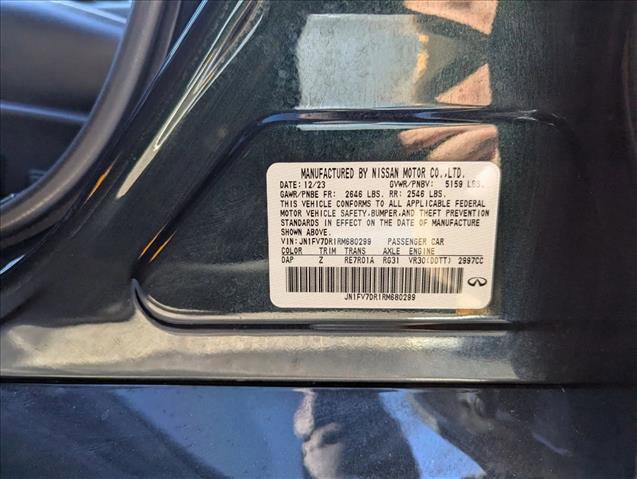 MANUFACTURED BY NISSAN MOTOR CO.,LTD.
DATE: 12/23 GVWR/PNBV: 5159 LBS.
GAWR/PNBE FR: 2646 LBS. RR: 2546 LBS.
THIS VEHICLE CONFORMS TO ALL APPLICABLE FEDERAL
MOTOR VEHICLE SAFETY,BUMPER,AND THEFT PREVENTION
STANDARDS IN EFFECT ON THE DATE OF MANUFACTURE
SHOWN ABOVE.
VIN:JN1FV7DR1RM680299 PASSENGER CAR
COLOR TRIM TRANS AXLE ENGINE
DAP Z RE7R01A RG31 VR30(DDTT) 2997CC
JN1FV7DR1RM680299